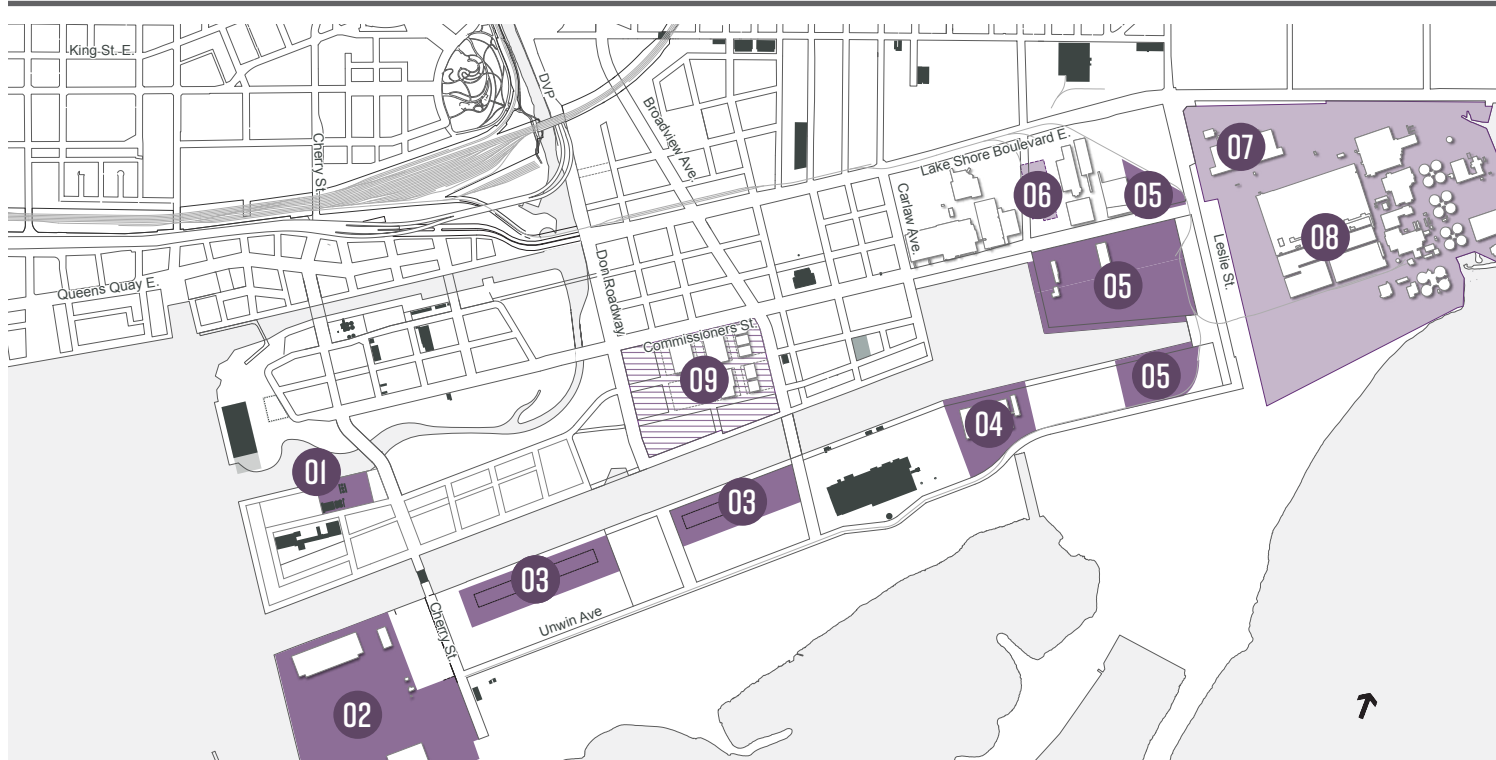 King St. E.
DVP
Broadview Ave.
Cherry St.
Lake Shore Boulevard E.
07
06
05
Carlaw Ave.
08
Leslie St.
Don Roadway
Queens Quay E.
05
Commissioners St.
09
05
04
01
03
03
Cherry St.
Unwin Ave
02